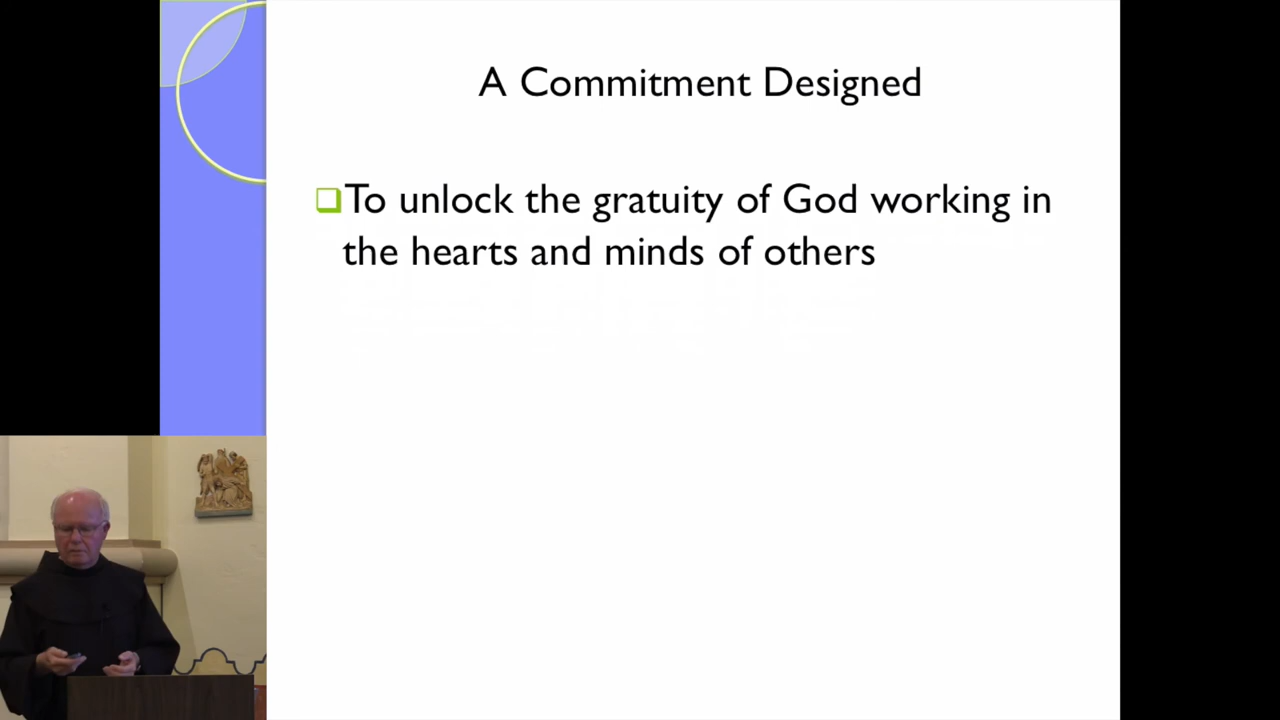 A Commitment Designed
To unlock the gratuity of God working in
the hearts and minds of others